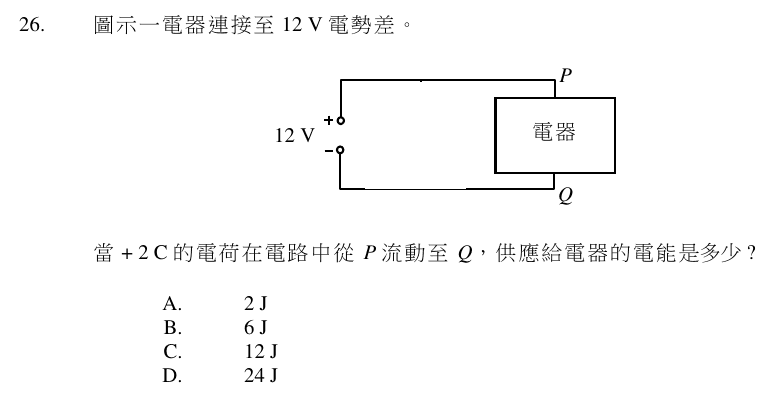 26. 圖示一電器連接至 12 V 電勢差。
P
+
12 V
電器
−
Q
當 + 2 C 的電荷在電路中從 P 流動至 Q，供應給電器的電能是多少？
A. 2 J
B. 6 J
C. 12 J
D. 24 J